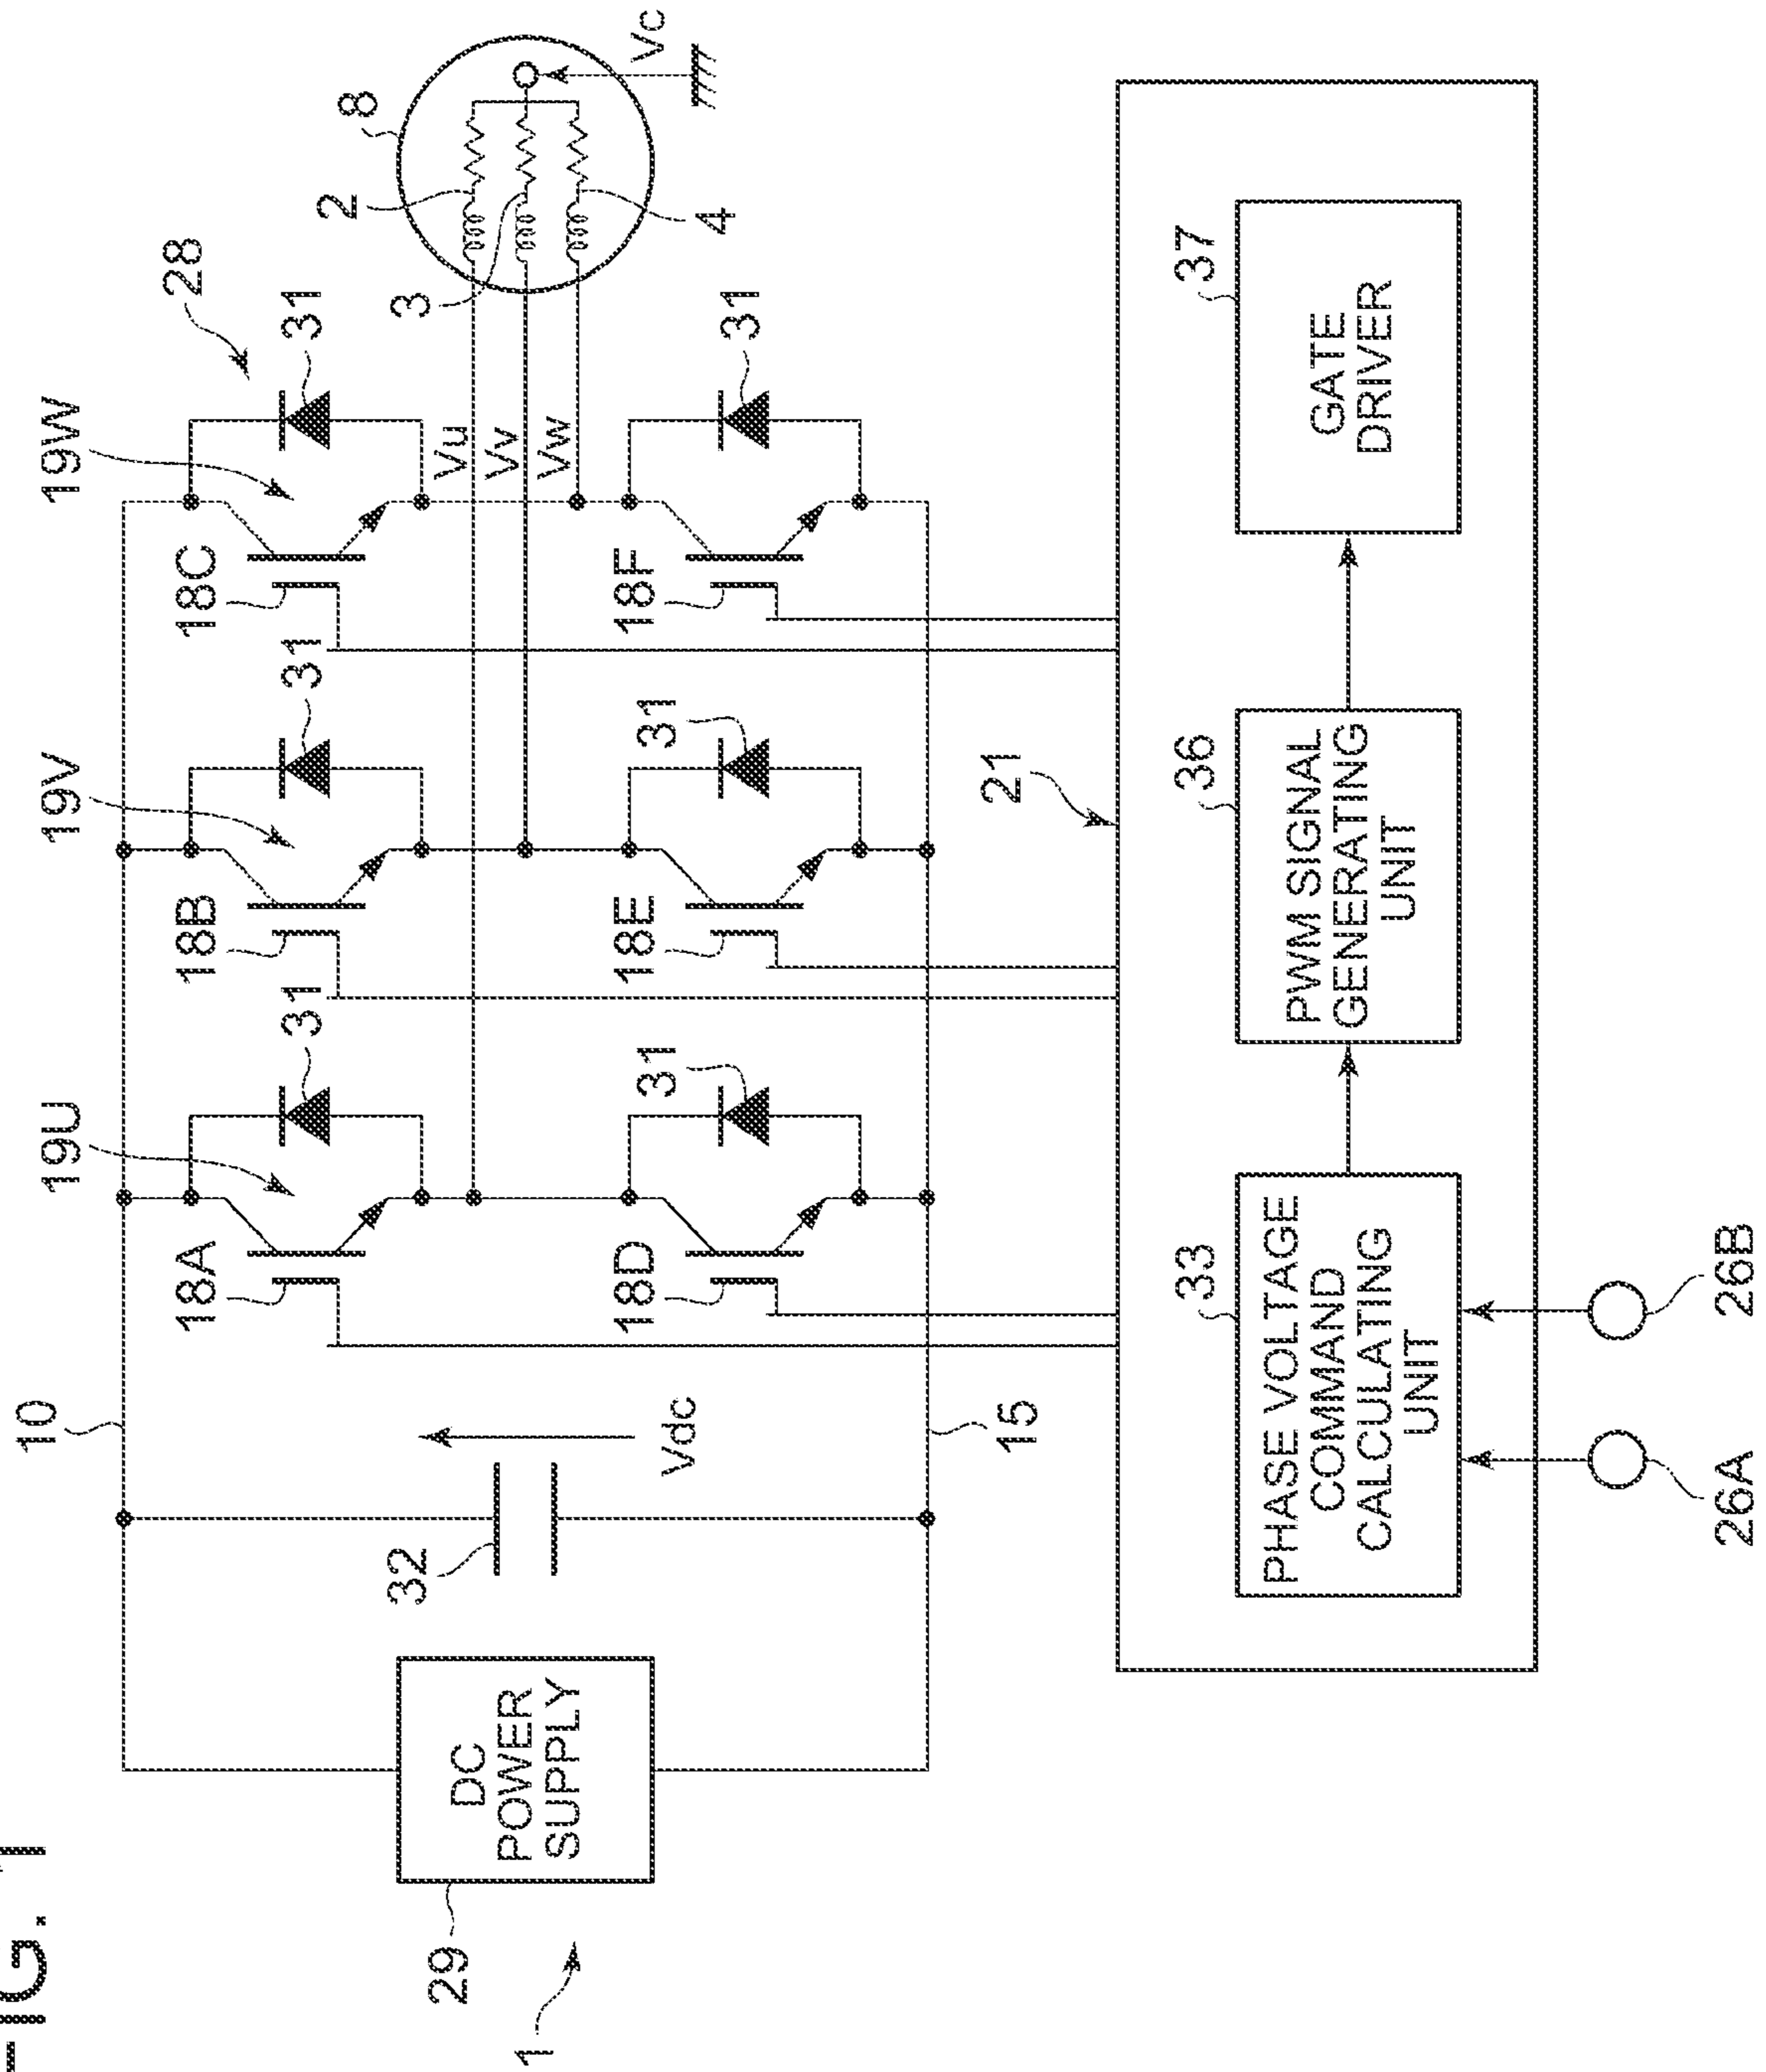 FIG. 1
1
29
DC
POWER
SUPPLY
10
32
Vdc
15
19U
18A
31
18D
31
19V
18B
31
18E
31
19W
18C
31
18F
31
28
Vu
Vv
Vw
8
2
3
4
Vc
21
33
PHASE VOLTAGE
COMMAND
CALCULATING
UNIT
36
PWM SIGNAL
GENERATING
UNIT
37
GATE
DRIVER
26A
26B